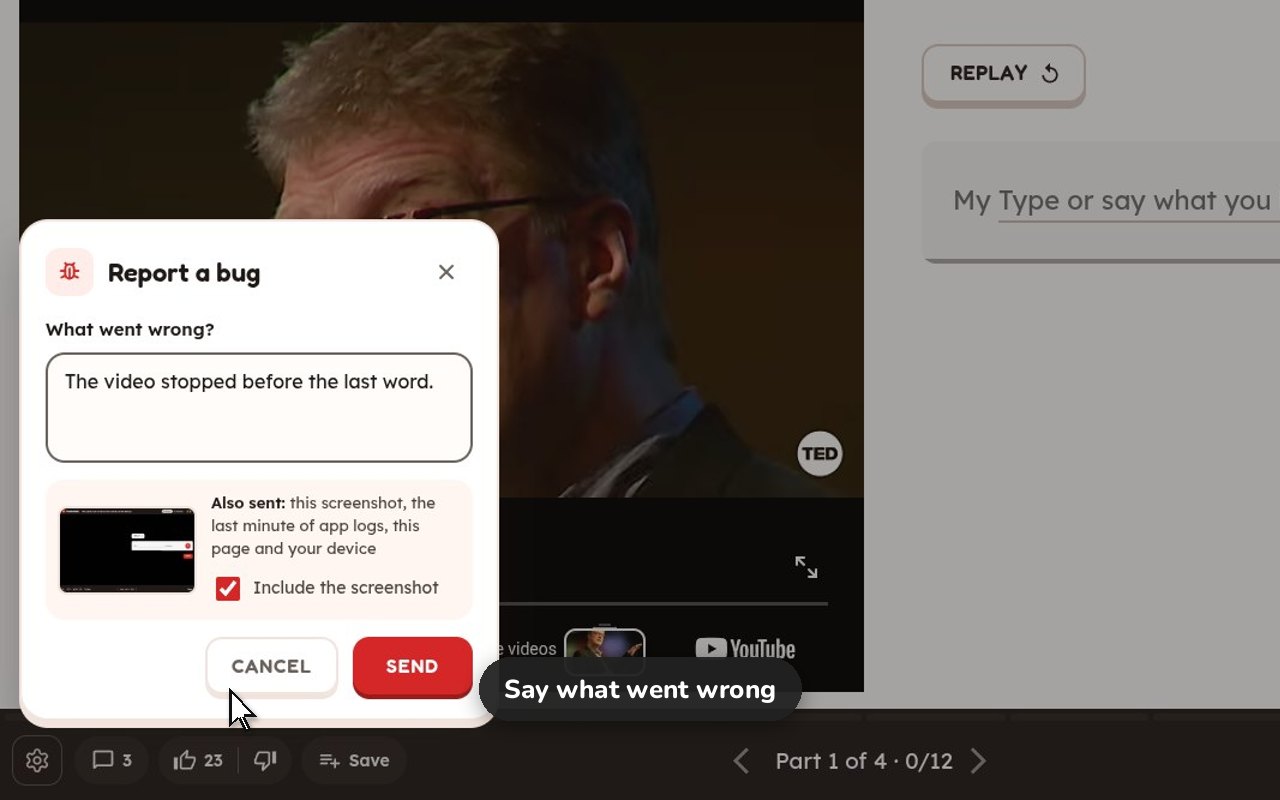 REPLAY
My Type or say what you
Report a bug
What went wrong?
The video stopped before the last word.
TED
Also sent: this screenshot, the
last minute of app logs, this
page and your device
Include the screenshot
CANCEL
SEND
videos
YouTube
Say what went wrong
3
23
Save
Part 1 of 4 · 0/12